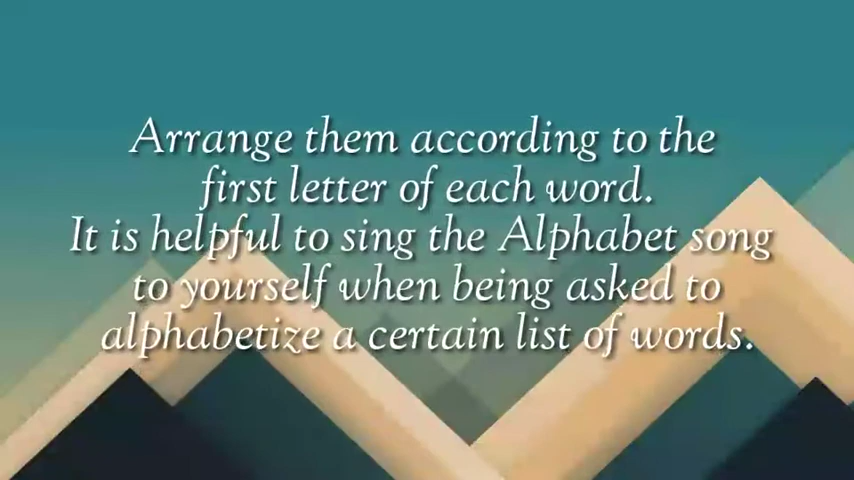 Arrange them according to the
first letter of each word.
It is helpful to sing the Alphabet song
to yourself when being asked to
alphabetize a certain list of words.